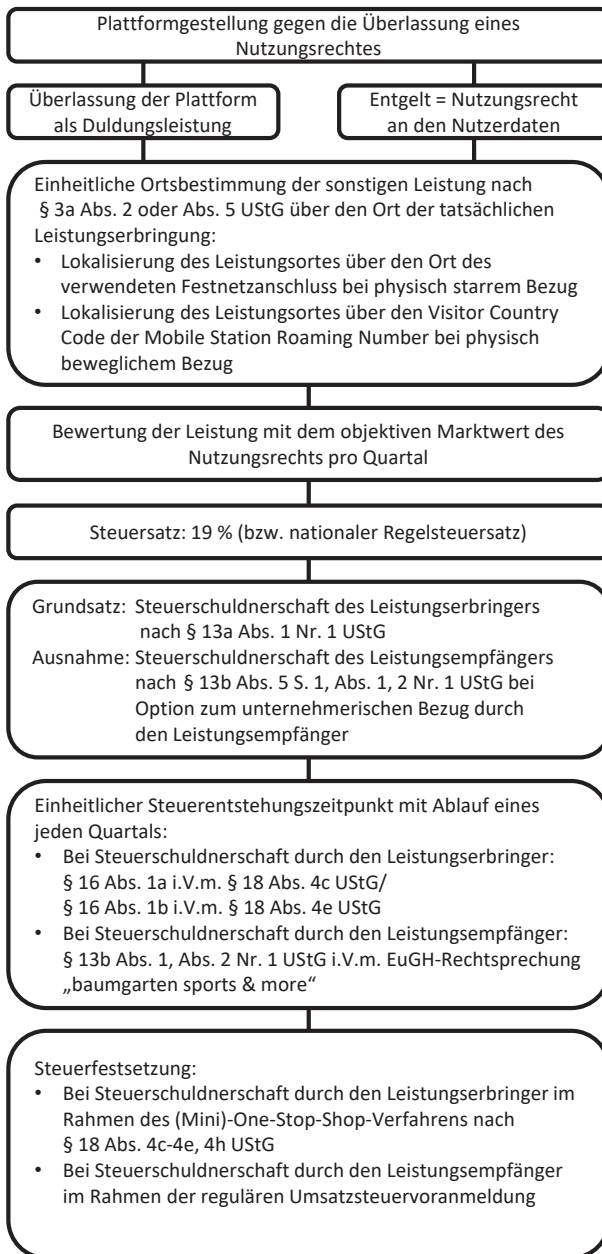 Plattformgestellung gegen die Überlassung eines
Nutzungsrechtes
Überlassung der Plattform
als Duldungsleistung
Entgelt = Nutzungsrecht
an den Nutzerdaten
Einheitliche Ortsbestimmung der sonstigen Leistung nach
§ 3a Abs. 2 oder Abs. 5 UStG über den Ort der tatsächlichen
Leistungserbringung:
• Lokalisierung des Leistungsortes über den Ort des
verwendeten Festnetzanschluss bei physisch starrem Bezug
• Lokalisierung des Leistungsortes über den Visitor Country
Code der Mobile Station Roaming Number bei physisch
beweglichem Bezug
Bewertung der Leistung mit dem objektiven Marktwert des
Nutzungsrechts pro Quartal
Steuersatz: 19 % (bzw. nationaler Regelsteuersatz)
Grundsatz: Steuerschuldnerschaft des Leistungserbringers
nach § 13a Abs. 1 Nr. 1 UStG
Ausnahme: Steuerschuldnerschaft des Leistungsempfängers
nach § 13b Abs. 5 S. 1, Abs. 1, 2 Nr. 1 UStG bei
Option zum unternehmerischen Bezug durch
den Leistungsempfänger
Einheitlicher Steuerentstehungszeitpunkt mit Ablauf eines
jeden Quartals:
• Bei Steuerschuldnerschaft durch den Leistungserbringer:
§ 16 Abs. 1a i.V.m. § 18 Abs. 4c UStG/
§ 16 Abs. 1b i.V.m. § 18 Abs. 4e UStG
• Bei Steuerschuldnerschaft durch den Leistungsempfänger:
§ 13b Abs. 1, Abs. 2 Nr. 1 UStG i.V.m. EuGH-Rechtsprechung
„baumgarten sports & more“
Steuerfestsetzung:
• Bei Steuerschuldnerschaft durch den Leistungserbringer im
Rahmen des (Mini)-One-Stop-Shop-Verfahrens nach
§ 18 Abs. 4c-4e, 4h UStG
• Bei Steuerschuldnerschaft durch den Leistungsempfänger
im Rahmen der regulären Umsatzsteuervoranmeldung